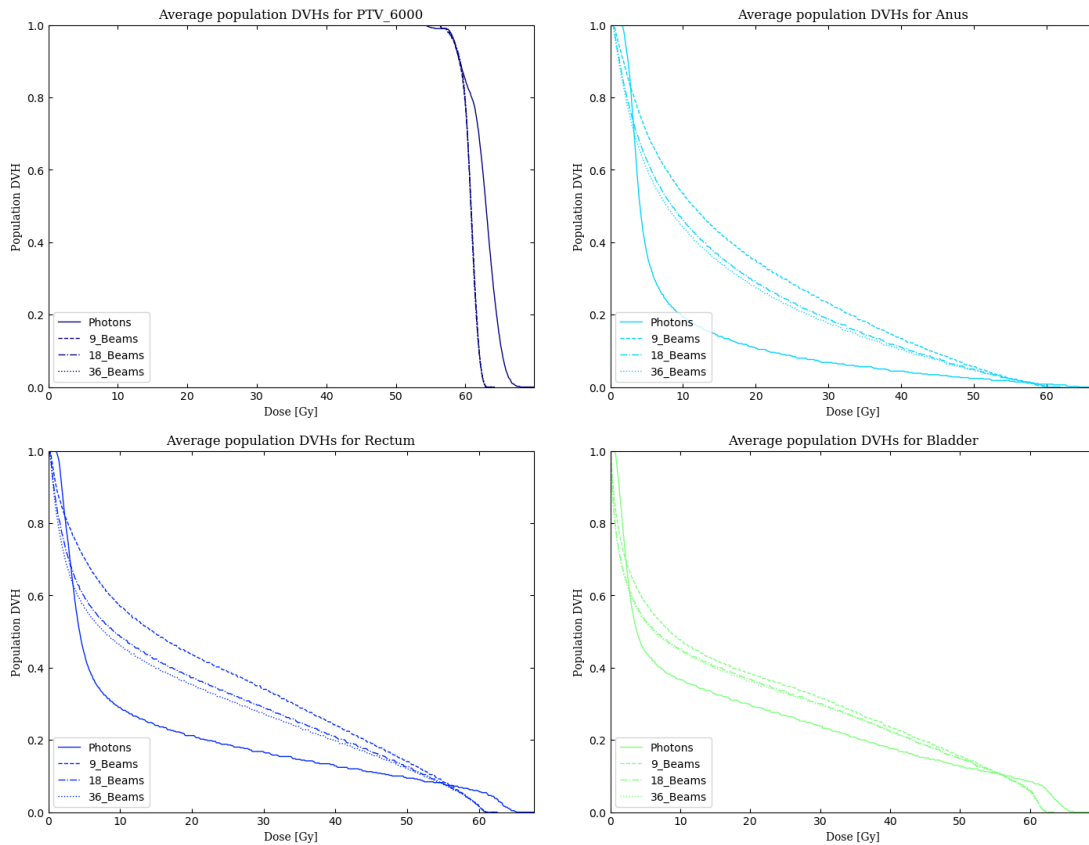 Average population DVHs for PTV_6000
1.0
0.8
0.6
0.4
0.2
0.0
Population DVH
Photons
9_Beams
18_Beams
36_Beams
0 10 20 30 40 50 60
Dose [Gy]
Average population DVHs for Anus
1.0
0.8
0.6
0.4
0.2
0.0
Population DVH
Photons
9_Beams
18_Beams
36_Beams
0 10 20 30 40 50 60
Dose [Gy]
Average population DVHs for Rectum
1.0
0.8
0.6
0.4
0.2
0.0
Population DVH
Photons
9_Beams
18_Beams
36_Beams
0 10 20 30 40 50 60
Dose [Gy]
Average population DVHs for Bladder
1.0
0.8
0.6
0.4
0.2
0.0
Population DVH
Photons
9_Beams
18_Beams
36_Beams
0 10 20 30 40 50 60
Dose [Gy]